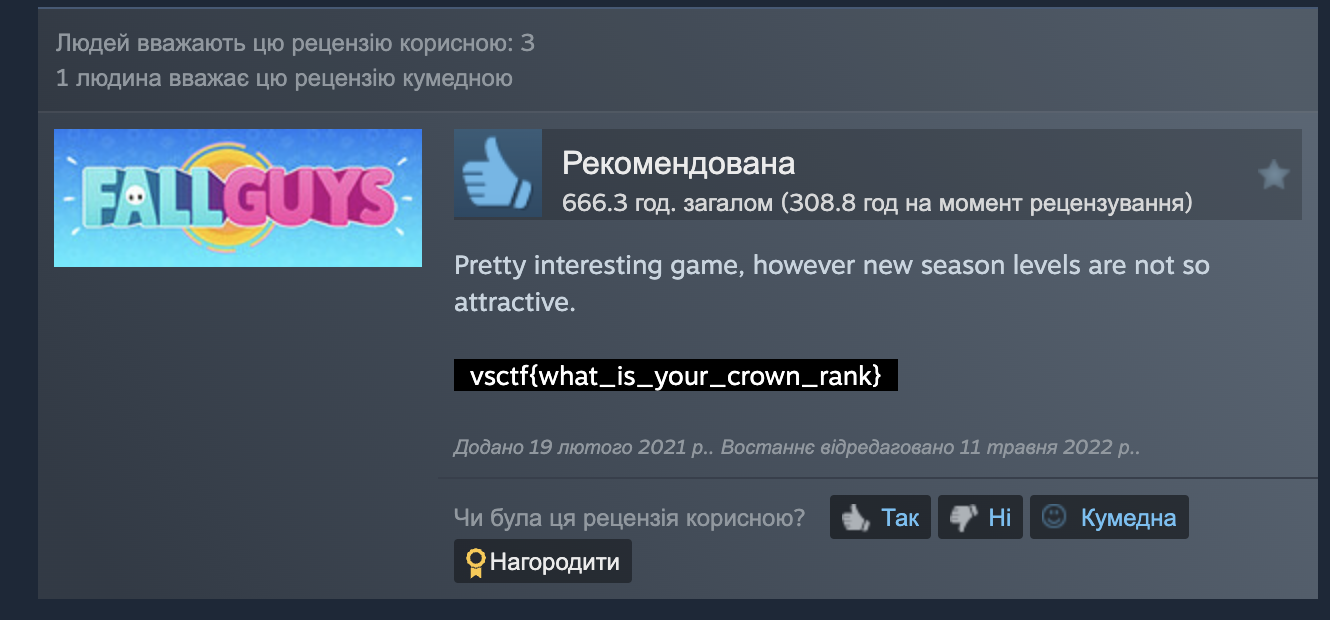 Людей вважають цю рецензію корисною: 3
1 людина вважає цю рецензію кумедною
FALL GUYS
Рекомендована
666.3 год. загалом (308.8 год на момент рецензування)
Pretty interesting game, however new season levels are not so
attractive.
vsctf{what_is_your_crown_rank}
Додано 19 лютого 2021 р.. Востаннє відредаговано 11 травня 2022 р..
Чи була ця рецензія корисною? Так Ні Кумедна
Нагородити